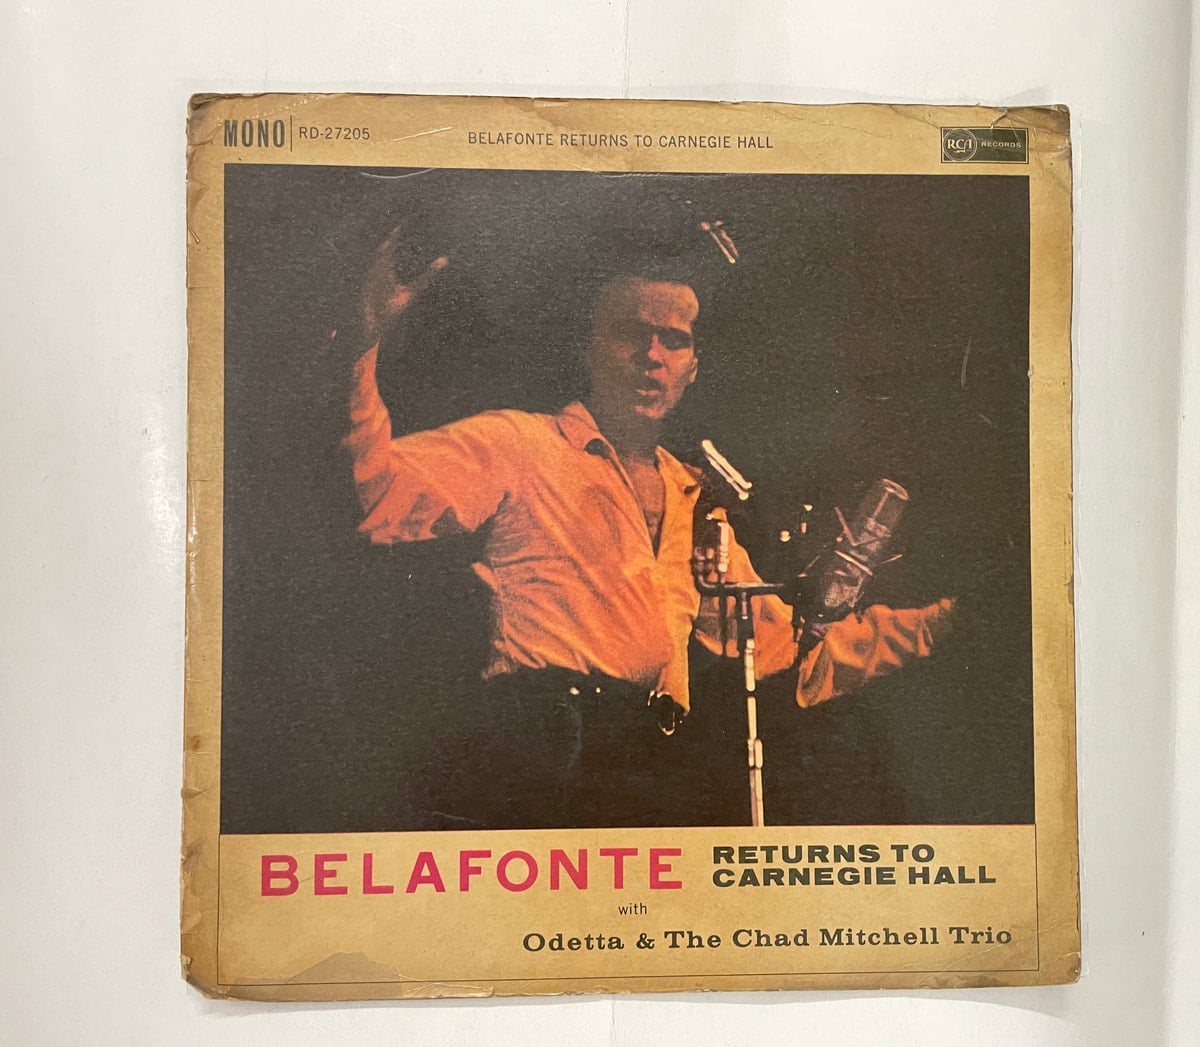 MONO RD-27205
BELAFONTE RETURNS TO CARNEGIE HALL
RCA RECORDS
BELAFONTE
RETURNS TO
CARNEGIE HALL
with
Odetta & The Chad Mitchell Trio